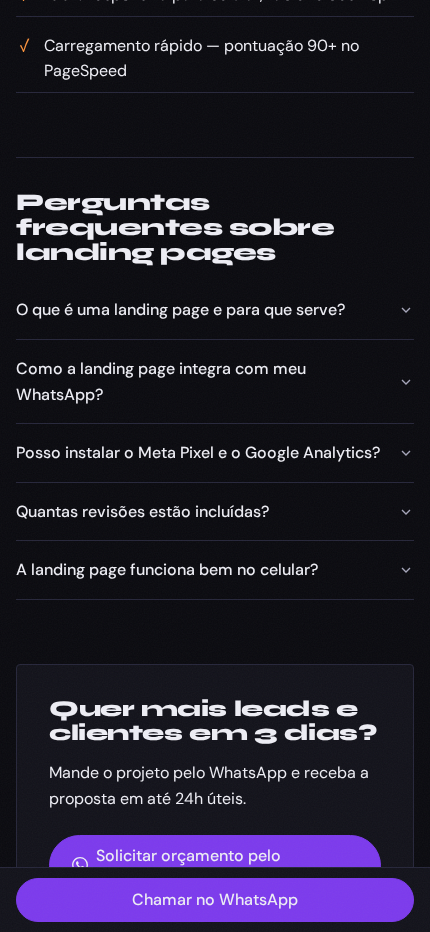 Carregamento rápido — pontuação 90+ no
PageSpeed
Perguntas
frequentes sobre
landing pages
O que é uma landing page e para que serve?
Como a landing page integra com meu
WhatsApp?
Posso instalar o Meta Pixel e o Google Analytics?
Quantas revisões estão incluídas?
A landing page funciona bem no celular?
Quer mais leads e
clientes em 3 dias?
Mande o projeto pelo WhatsApp e receba a
proposta em até 24h úteis.
Solicitar orçamento pelo
Chamar no WhatsApp